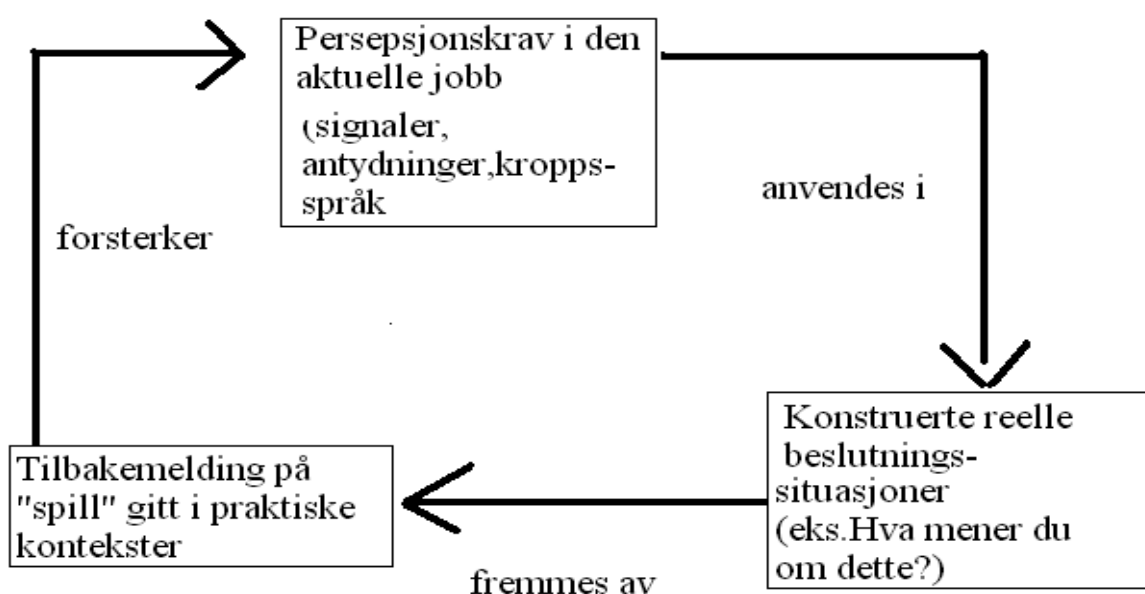 Persepsjonskrav i den
aktuelle jobb
(signaler,
antydninger,kropps-
språk
anvendes i
forsterker
Konstruerte reelle
beslutnings-
situasjoner
(eks.Hva mener du
om dette?)
Tilbakemelding på
"spill" gitt i praktiske
kontekster
fremmes av